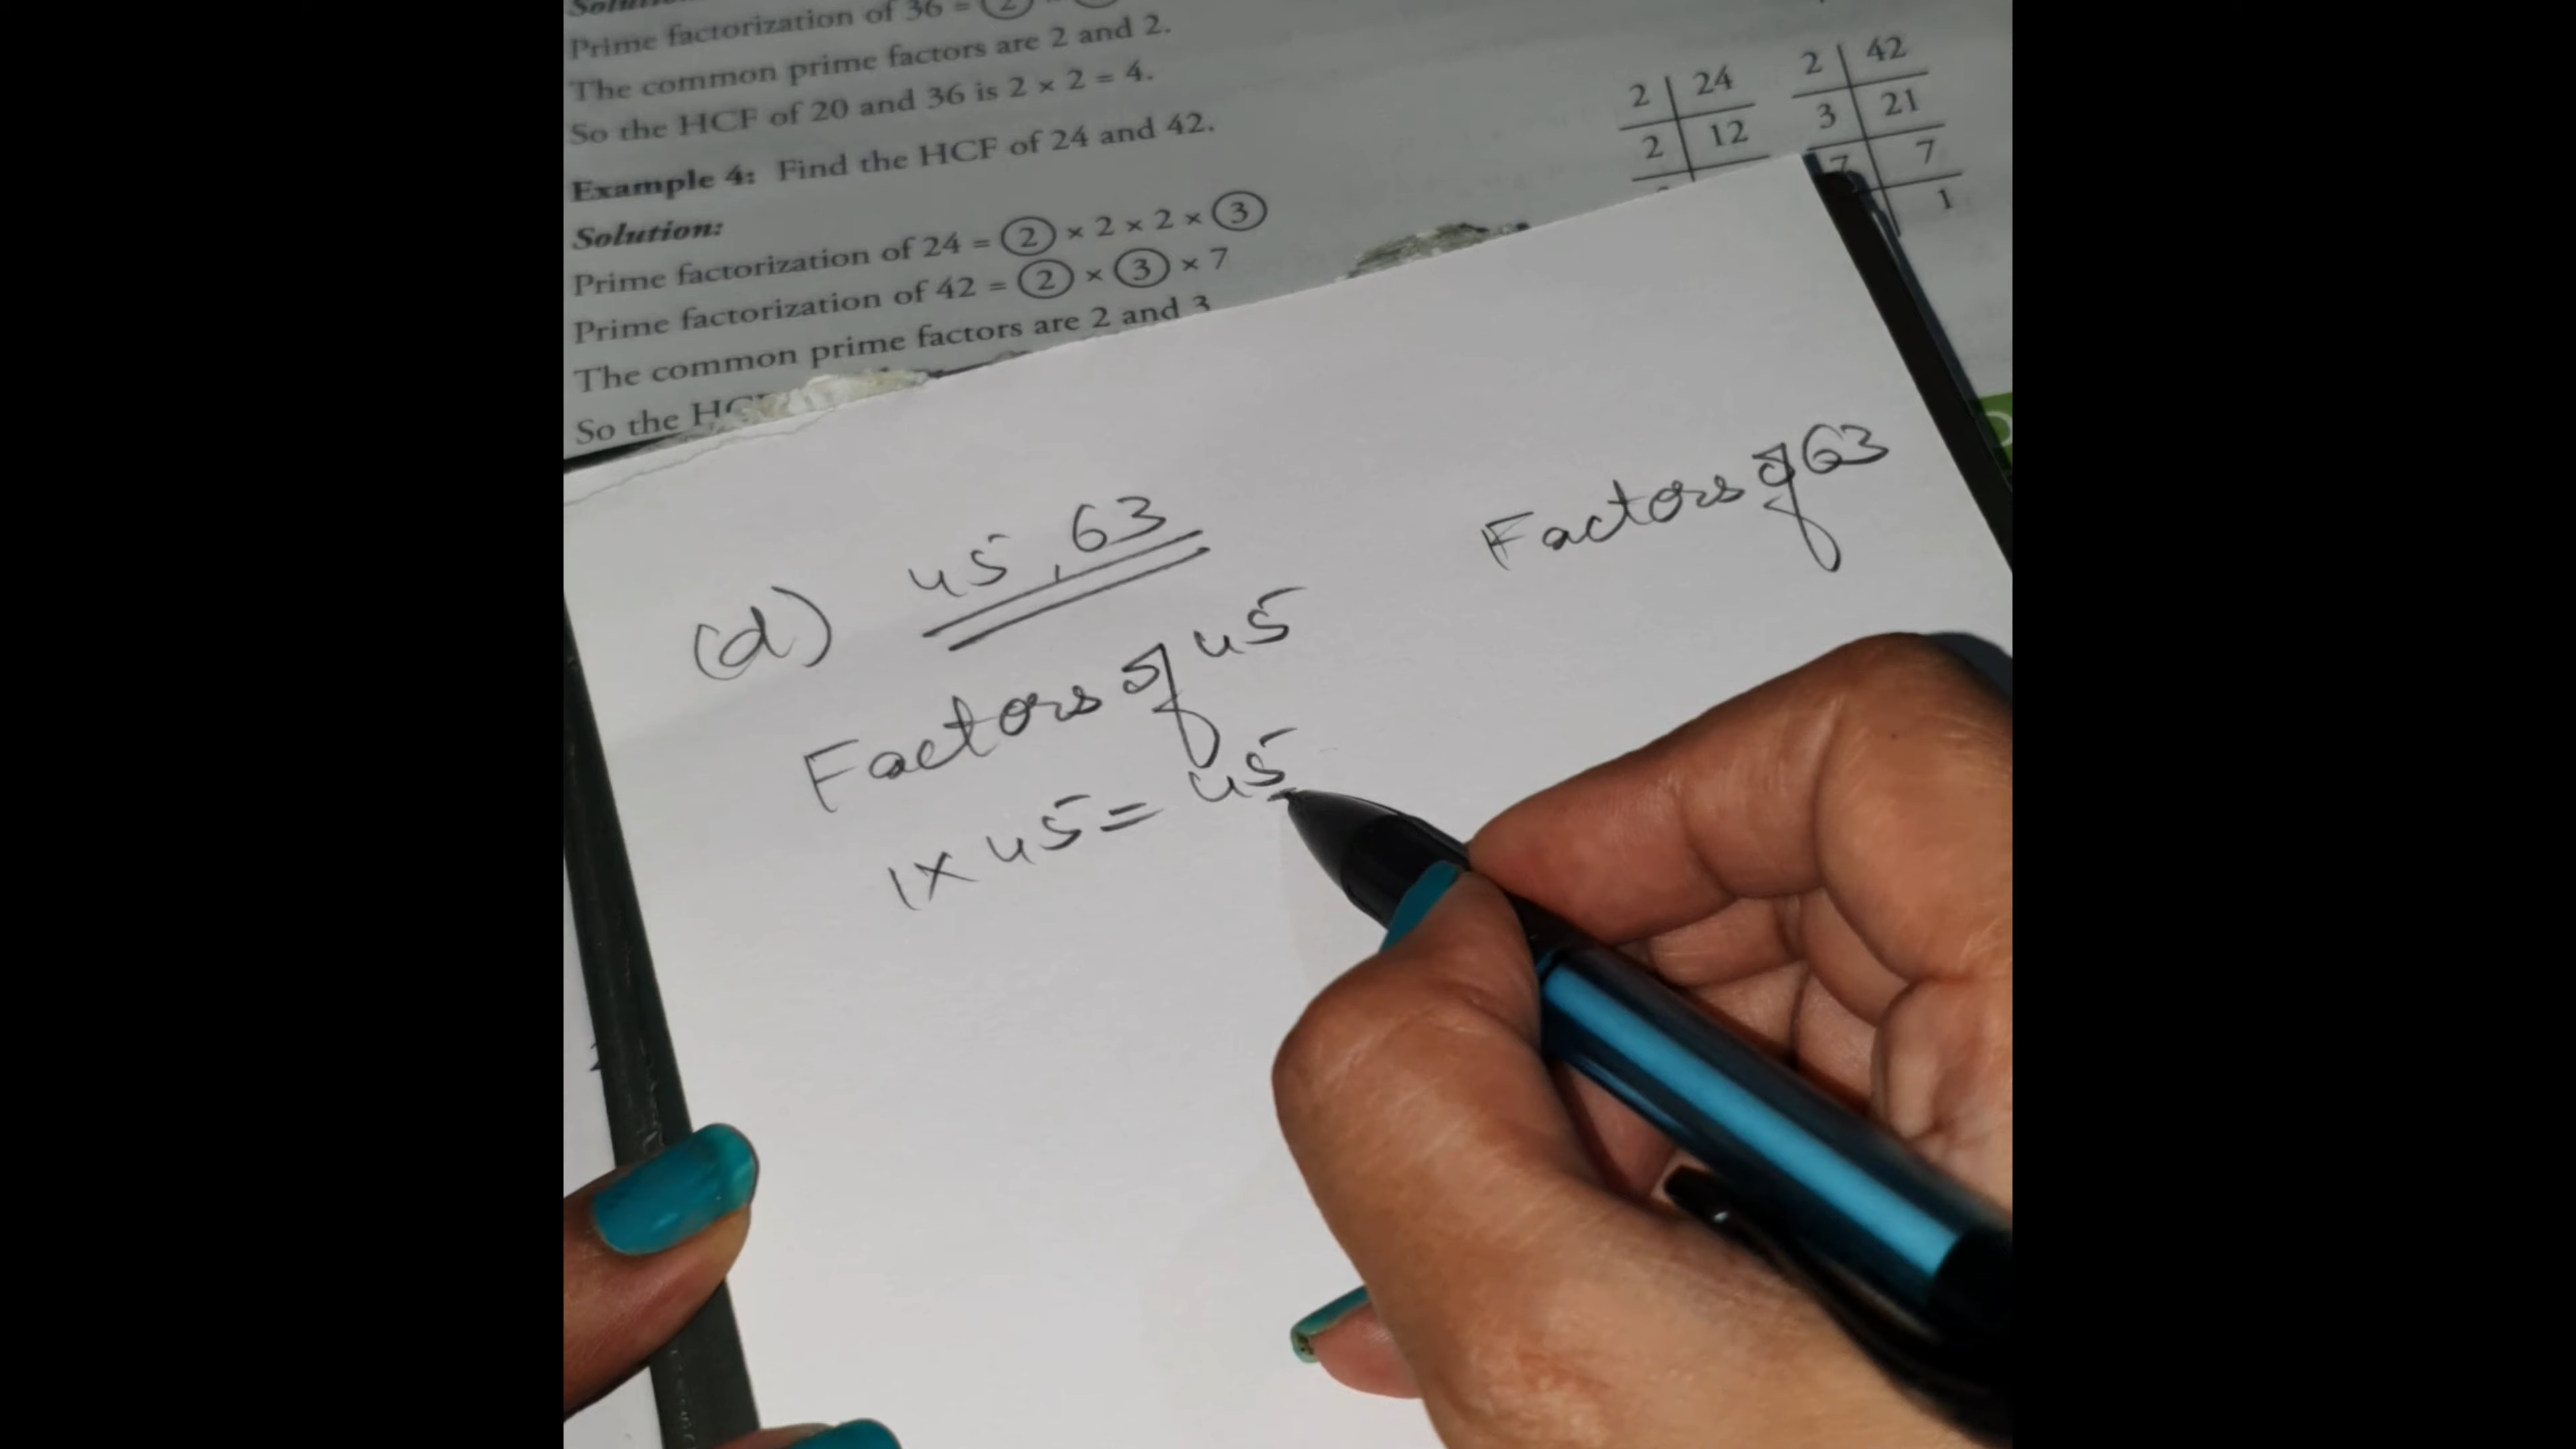 Prime factorization of 36 = 2
The common prime factors are 2 and 2.
So the HCF of 20 and 36 is 2 × 2 = 4.
Example 4: Find the HCF of 24 and 42.
Solution:
Prime factorization of 24 = 2 × 2 × 2 × 3
Prime factorization of 42 = 2 × 3 × 7
The common prime factors are 2 and 3
So the
2 | 24
2 | 12
2 | 42
3 | 21
7 | 7
1
(d) 45, 63
Factors of 45
1 × 45 = 45
Factors of 63